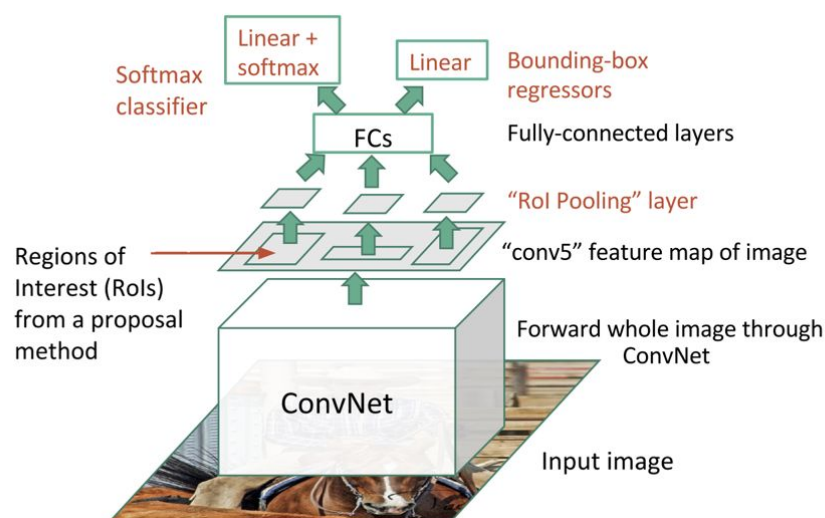 Linear +
softmax
Linear
Softmax
classifier
Bounding-box
regressors
FCs
Fully-connected layers
“RoI Pooling” layer
“conv5” feature map of image
Regions of
Interest (RoIs)
from a proposal
method
Forward whole image through
ConvNet
ConvNet
Input image